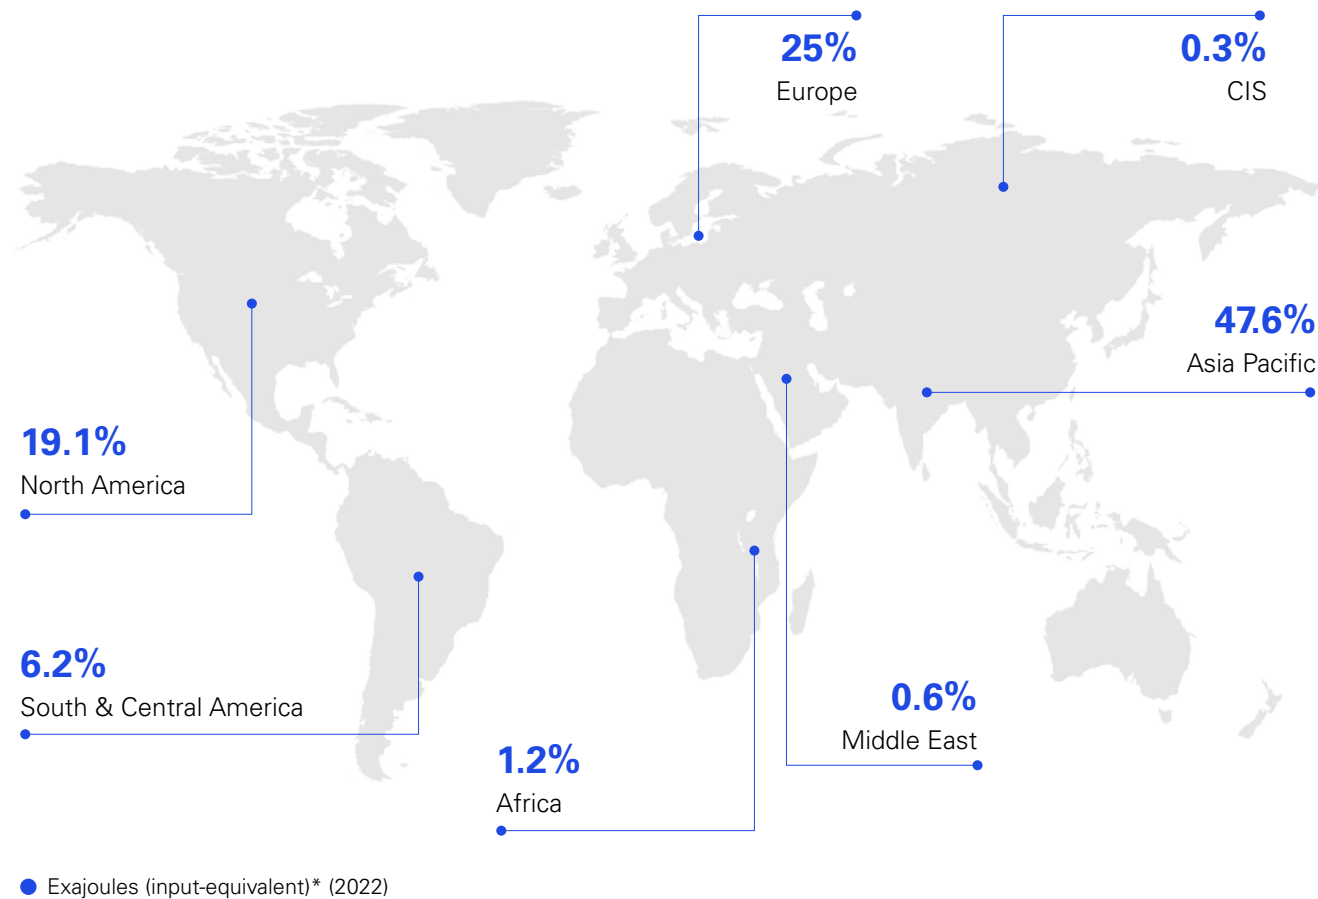 25%
Europe
0.3%
CIS
47.6%
Asia Pacific
19.1%
North America
6.2%
South & Central America
0.6%
Middle East
1.2%
Africa
Exajoules (input-equivalent)* (2022)